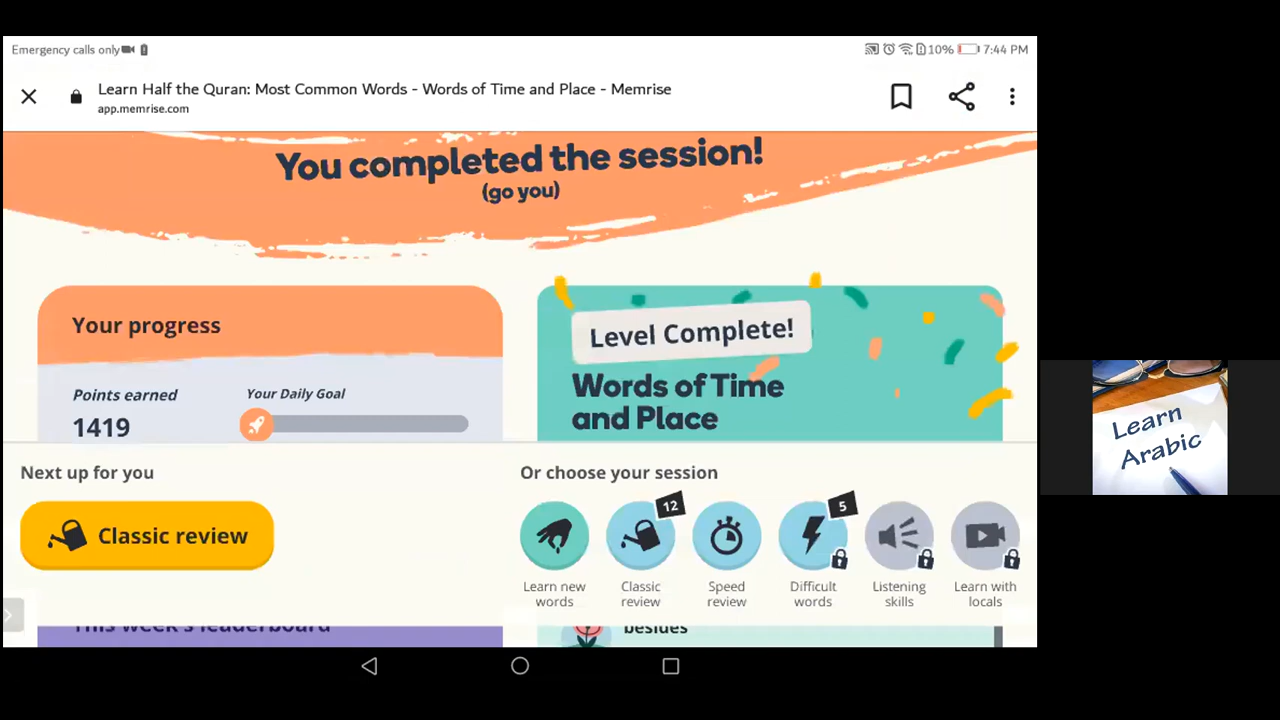 Emergency calls only
10% 7:44 PM
Learn Half the Quran: Most Common Words - Words of Time and Place - Memrise
app.memrise.com
You completed the session!
(go you)
Your progress
Points earned
1419
Your Daily Goal
Level Complete!
Words of Time
and Place
Next up for you
Classic review
Or choose your session
12
5
Learn new
words
Classic
review
Speed
review
Difficult
words
Listening
skills
Learn with
locals
This week's leaderboard
besides
Learn
Arabic